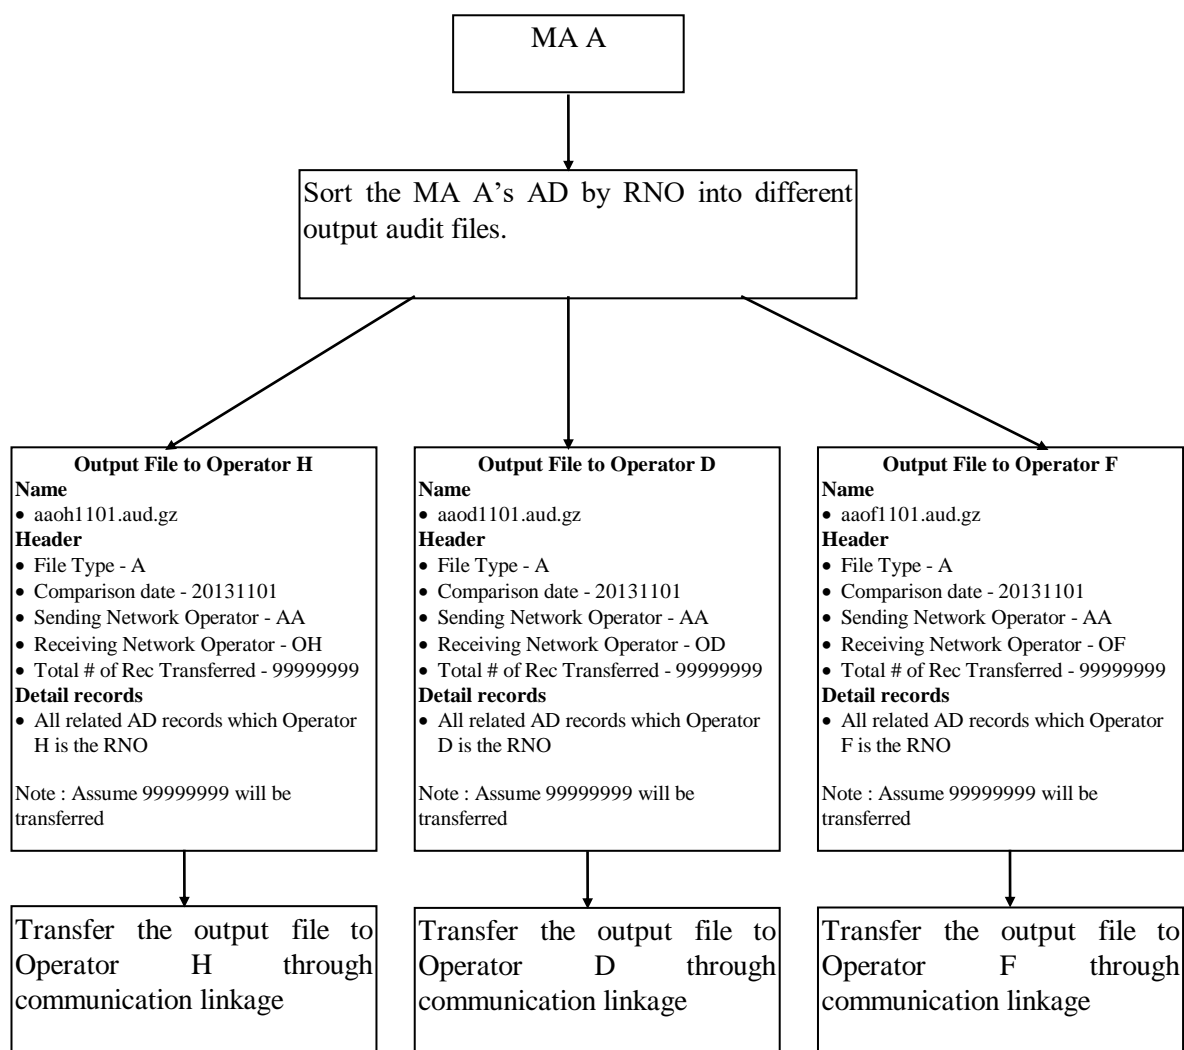 MA A
Sort the MA A’s AD by RNO into different
output audit files.
Output File to Operator H
Name
• aaoh1101.aud.gz
Header
• File Type - A
• Comparison date - 20131101
• Sending Network Operator - AA
• Receiving Network Operator - OH
• Total # of Rec Transferred - 99999999
Detail records
• All related AD records which Operator
H is the RNO
Note : Assume 99999999 will be
transferred
Output File to Operator D
Name
• aaod1101.aud.gz
Header
• File Type - A
• Comparison date - 20131101
• Sending Network Operator - AA
• Receiving Network Operator - OD
• Total # of Rec Transferred - 99999999
Detail records
• All related AD records which Operator
D is the RNO
Note : Assume 99999999 will be
transferred
Output File to Operator F
Name
• aaof1101.aud.gz
Header
• File Type - A
• Comparison date - 20131101
• Sending Network Operator - AA
• Receiving Network Operator - OF
• Total # of Rec Transferred - 99999999
Detail records
• All related AD records which Operator
F is the RNO
Note : Assume 99999999 will be
transferred
Transfer the output file to
Operator H through
communication linkage
Transfer the output file to
Operator D through
communication linkage
Transfer the output file to
Operator F through
communication linkage